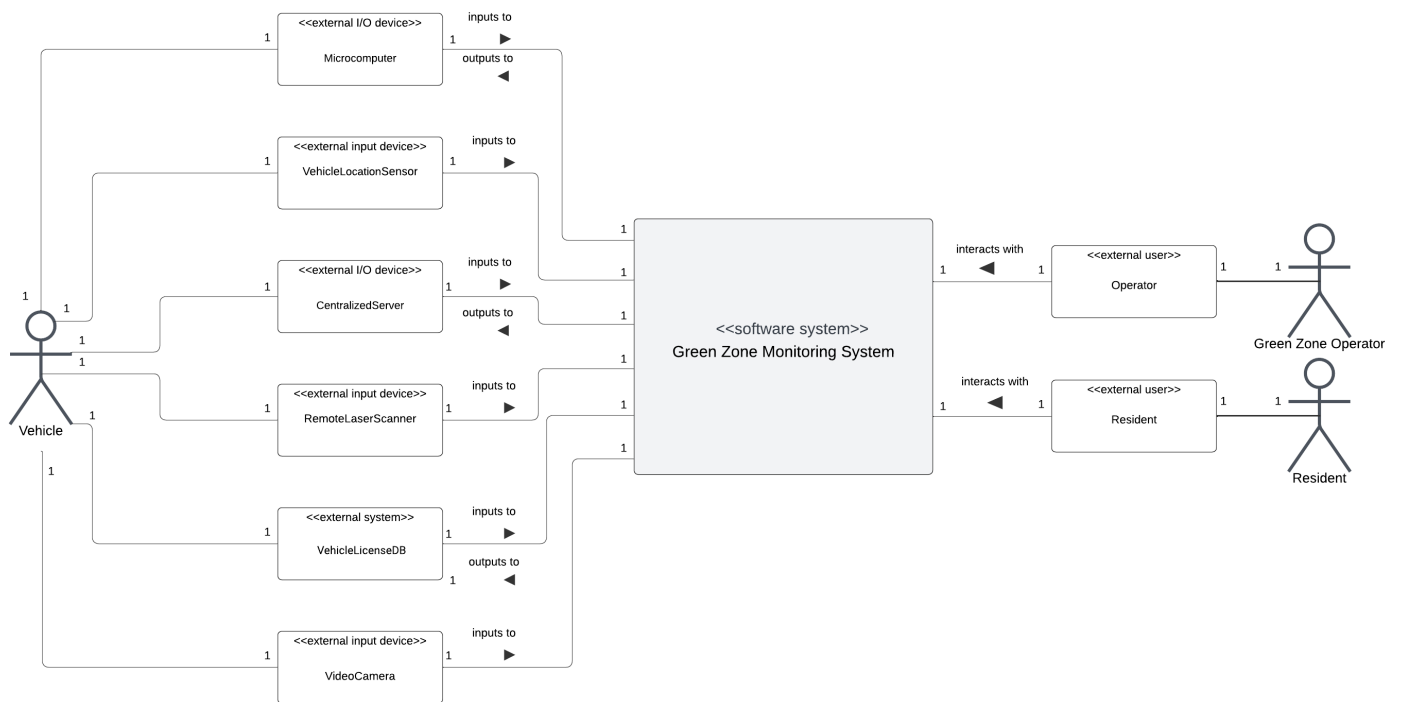 <<external I/O device>>
Microcomputer
1
1
inputs to
outputs to
<<external input device>>
VehicleLocationSensor
1
1
inputs to
<<external I/O device>>
CentralizedServer
1
1
inputs to
outputs to
<<external input device>>
RemoteLaserScanner
1
1
inputs to
<<external system>>
VehicleLicenseDB
1
1
inputs to
outputs to
1
<<external input device>>
VideoCamera
1
1
inputs to
1
1
1
1
1
1
Vehicle
1
1
1
1
1
1
<<software system>>
Green Zone Monitoring System
1
interacts with
1
<<external user>>
Operator
1
1
Green Zone Operator
1
interacts with
1
<<external user>>
Resident
1
1
Resident